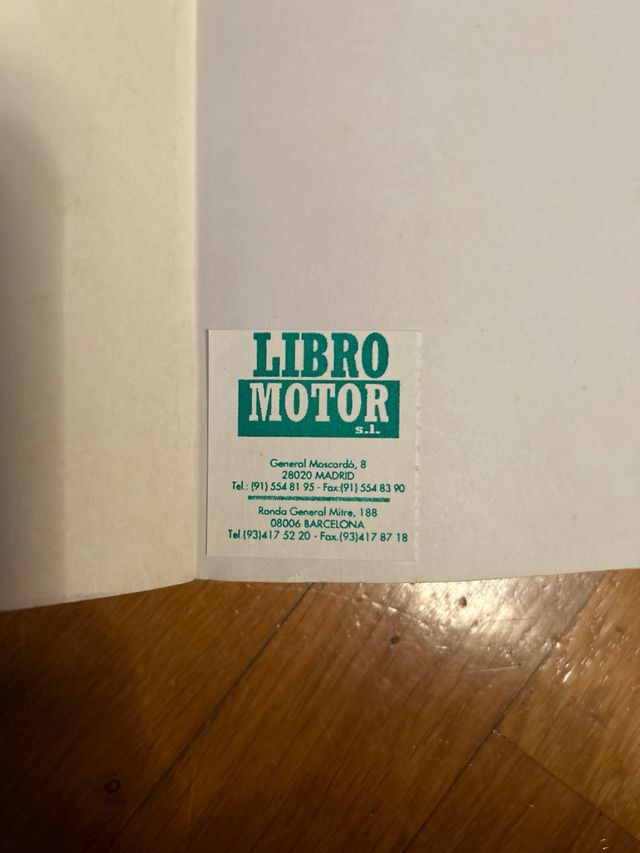 LIBRO
MOTOR
s.l.
General Moscardó, 8
28020 MADRID
Tel.: (91) 554 81 95 - Fax:(91) 554 83 90
Ronda General Mitre, 188
08006 BARCELONA
Tel.(93)417 52 20 - Fax.(93)417 87 18